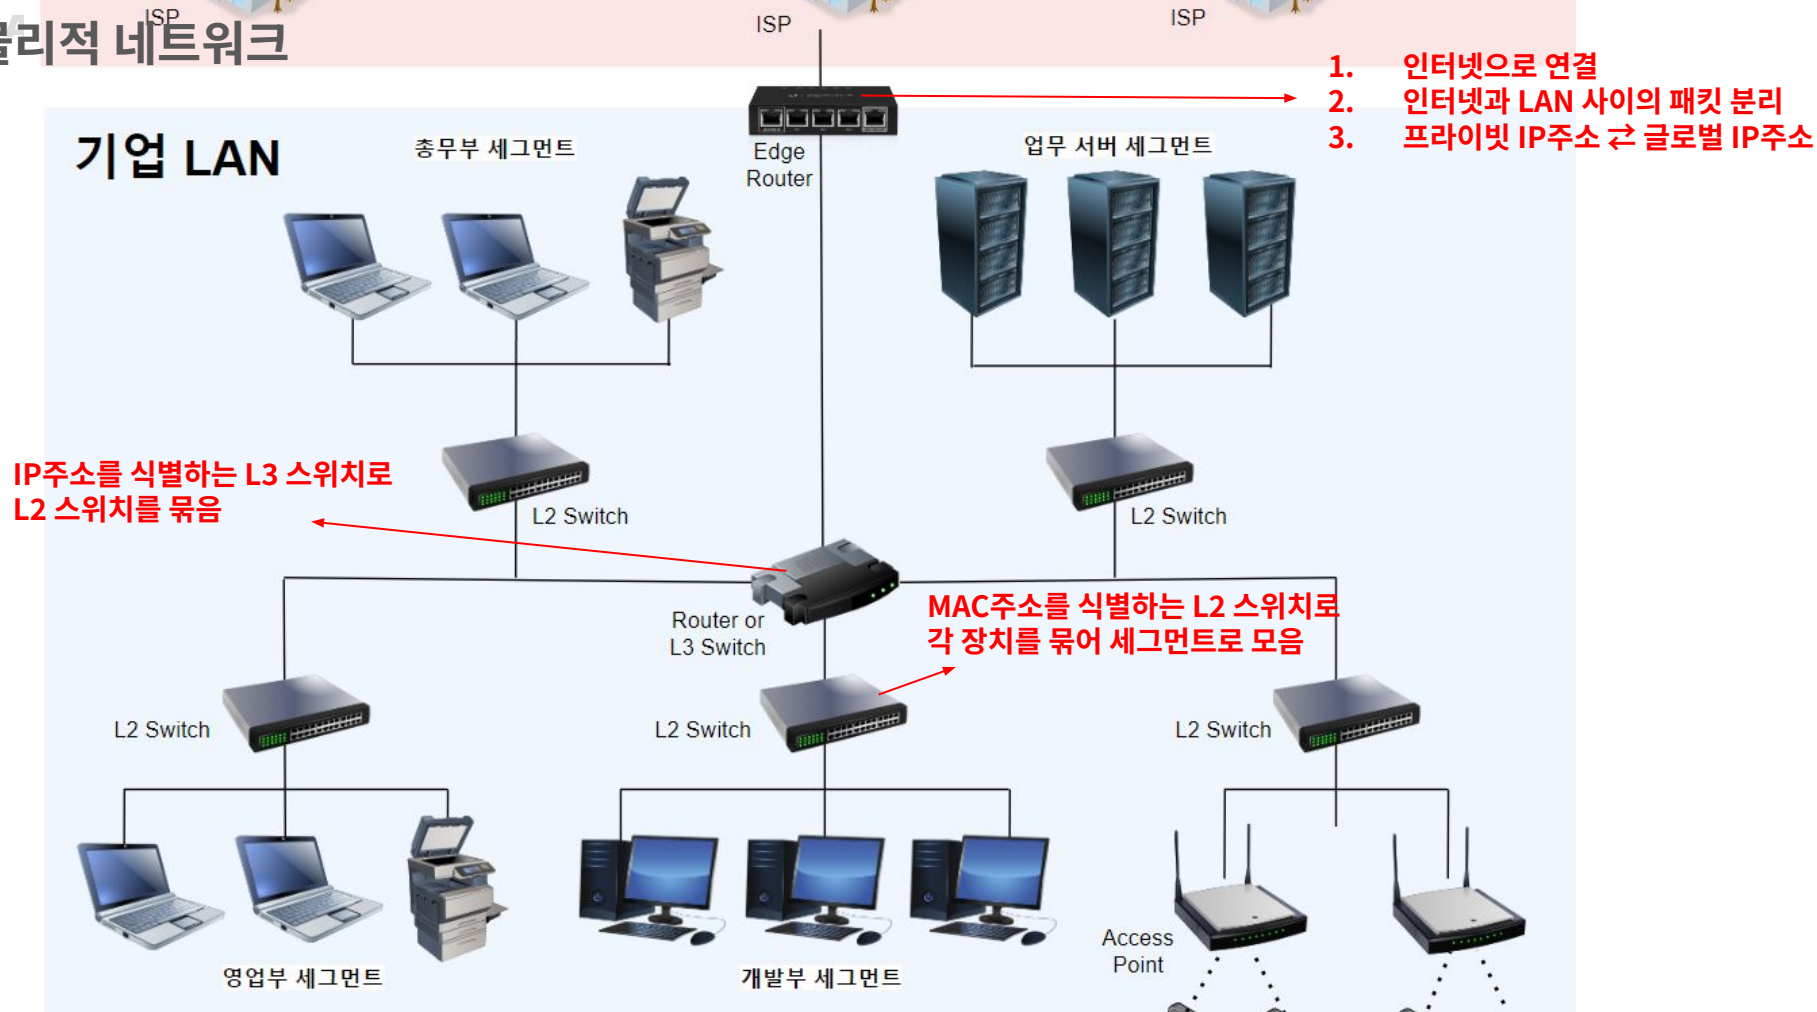 ISP
ISP
ISP
물리적 네트워크
1. 인터넷으로 연결
2. 인터넷과 LAN 사이의 패킷 분리
3. 프라이빗 IP주소 ⇄ 글로벌 IP주소
기업 LAN
총무부 세그먼트
Edge
Router
업무 서버 세그먼트
IP주소를 식별하는 L3 스위치로
L2 스위치를 묶음
L2 Switch
L2 Switch
Router or
L3 Switch
MAC주소를 식별하는 L2 스위치로
각 장치를 묶어 세그먼트로 모음
L2 Switch
L2 Switch
L2 Switch
Access
Point
영업부 세그먼트
개발부 세그먼트